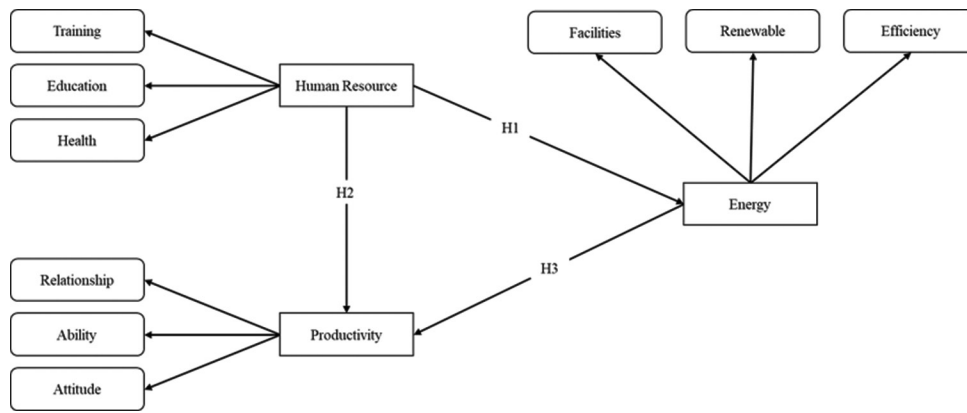 Training
Education
Health
Human Resource
Facilities
Renewable
Efficiency
H1
H2
Energy
H3
Relationship
Ability
Attitude
Productivity